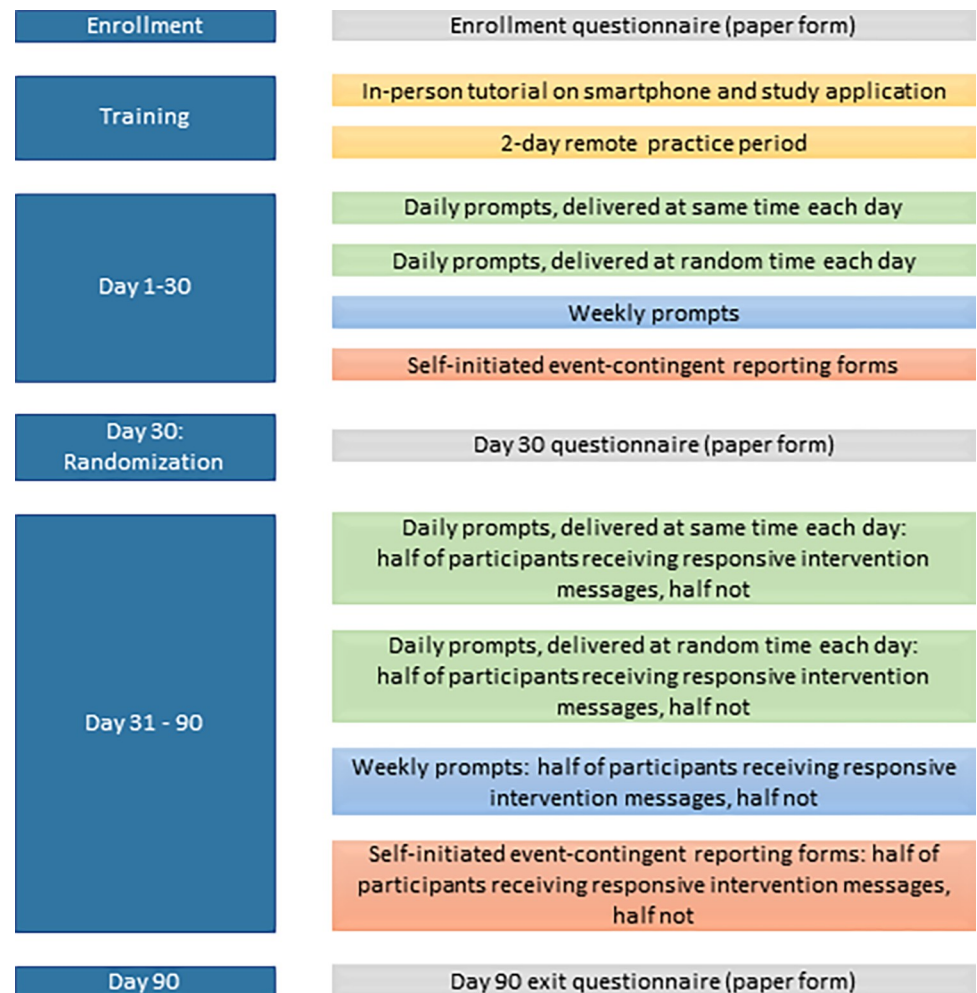 Enrollment
Enrollment questionnaire (paper form)
Training
In-person tutorial on smartphone and study application
2-day remote practice period
Day 1-30
Daily prompts, delivered at same time each day
Daily prompts, delivered at random time each day
Weekly prompts
Self-initiated event-contingent reporting forms
Day 30:
Randomization
Day 30 questionnaire (paper form)
Day 31 - 90
Daily prompts, delivered at same time each day:
half of participants receiving responsive intervention
messages, half not
Daily prompts, delivered at random time each day:
half of participants receiving responsive intervention
messages, half not
Weekly prompts: half of participants receiving responsive
intervention messages, half not
Self-initiated event-contingent reporting forms: half of
participants receiving responsive intervention messages,
half not
Day 90
Day 90 exit questionnaire (paper form)